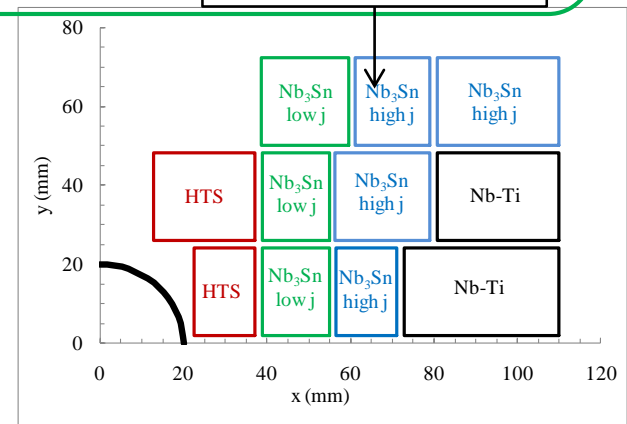 80
Nb₃Sn Nb₃Sn Nb₃Sn
low j high j high j
60
HTS Nb₃Sn Nb₃Sn Nb-Ti
low j high j
40
y (mm)
20
HTS Nb₃Sn Nb₃Sn Nb-Ti
low j high j
0
0 20 40 60 80 100 120
x (mm)